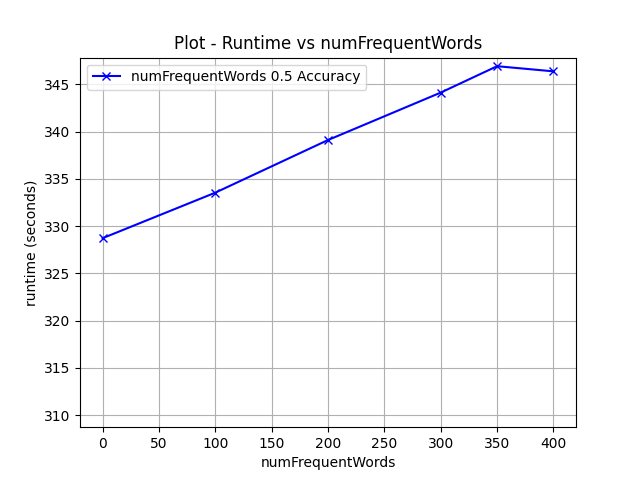 Plot - Runtime vs numFrequentWords
numFrequentWords 0.5 Accuracy
345
340
335
330
325
320
315
310
runtime (seconds)
0 50 100 150 200 250 300 350 400
numFrequentWords